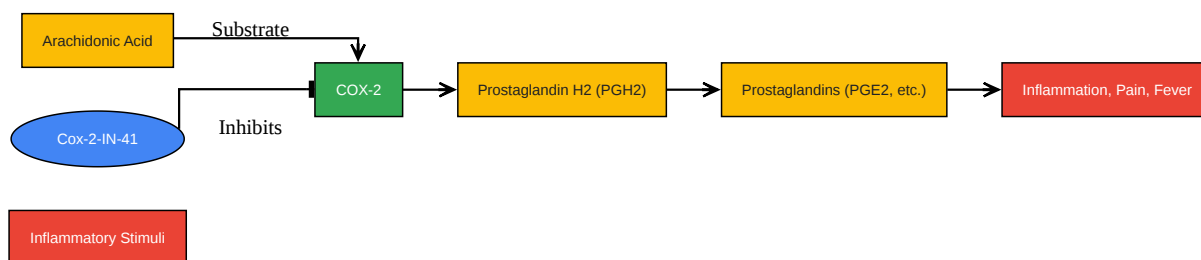 Arachidonic Acid
Substrate
COX-2
Prostaglandin H2 (PGH2)
Prostaglandins (PGE2, etc.)
Inflammation, Pain, Fever
Cox-2-IN-41
Inhibits
Inflammatory Stimuli